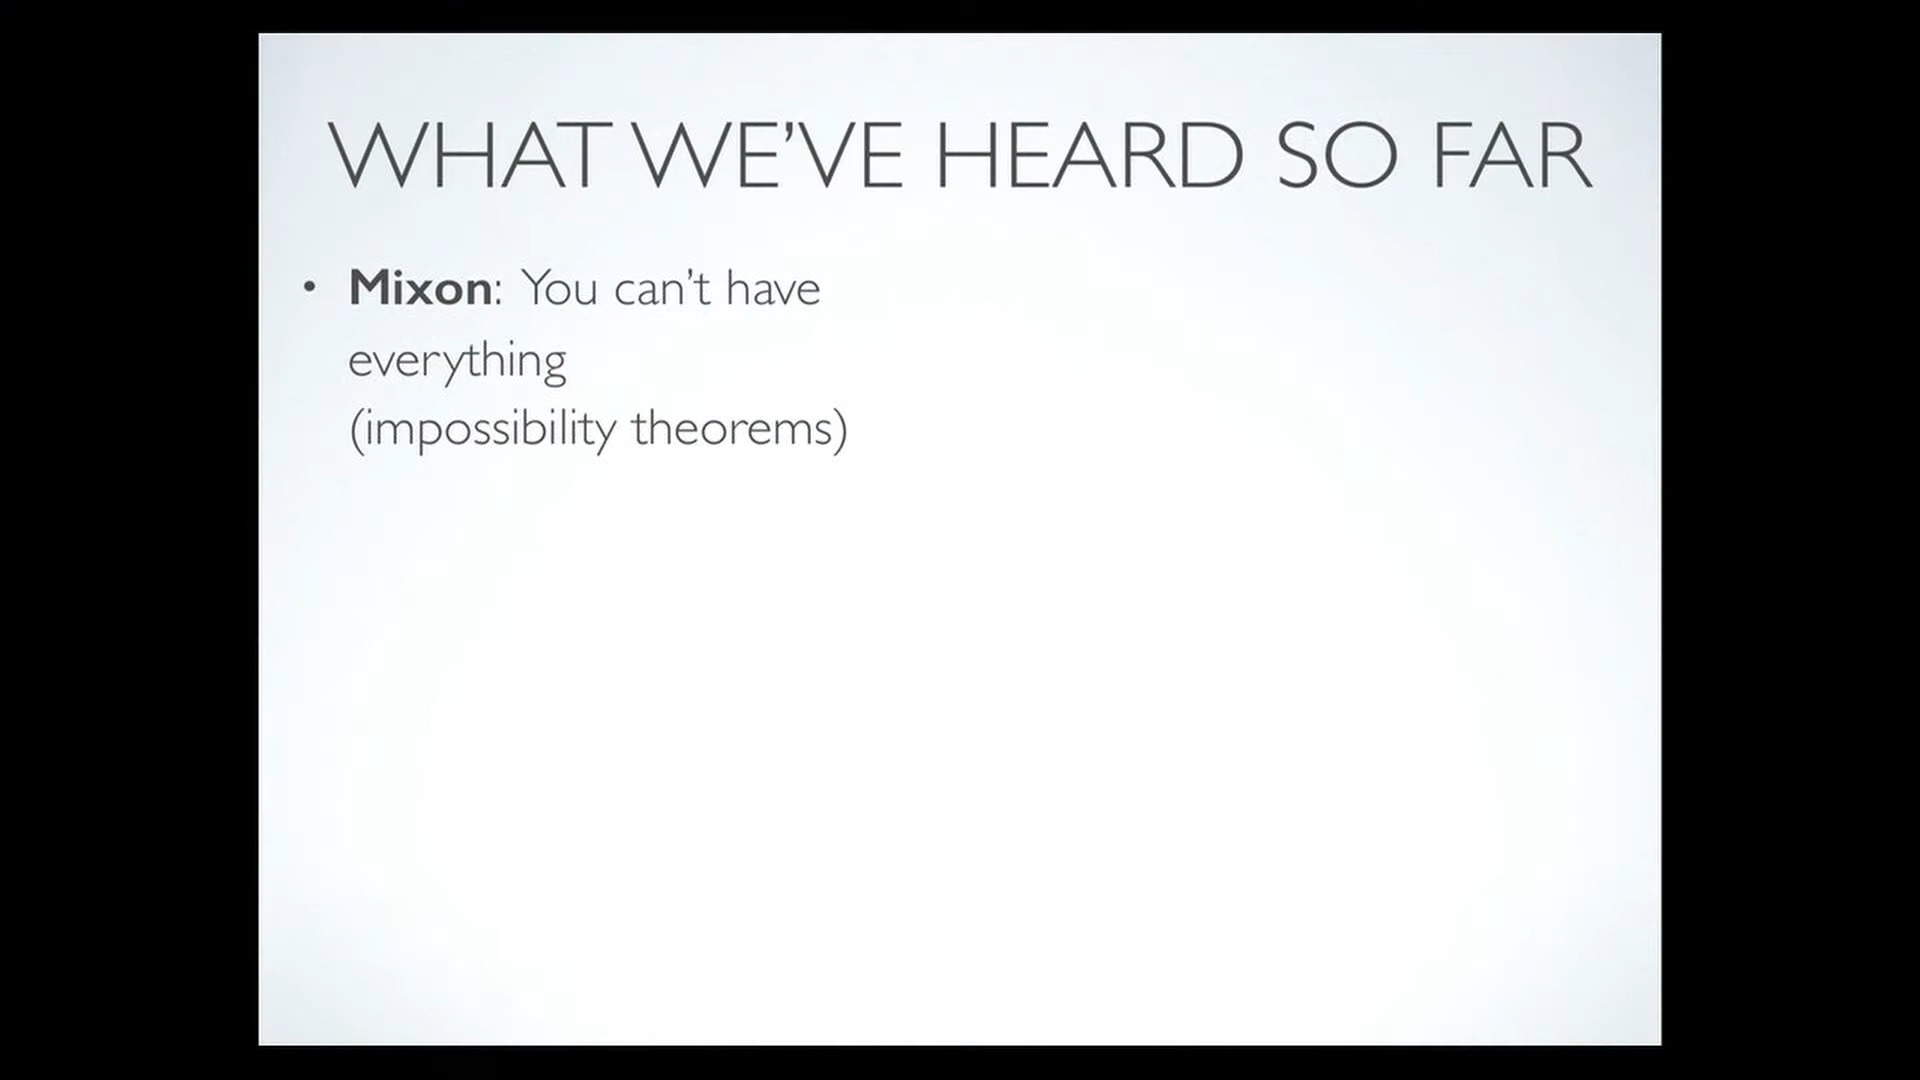 WHAT WE’VE HEARD SO FAR
• Mixon: You can’t have
everything
(impossibility theorems)